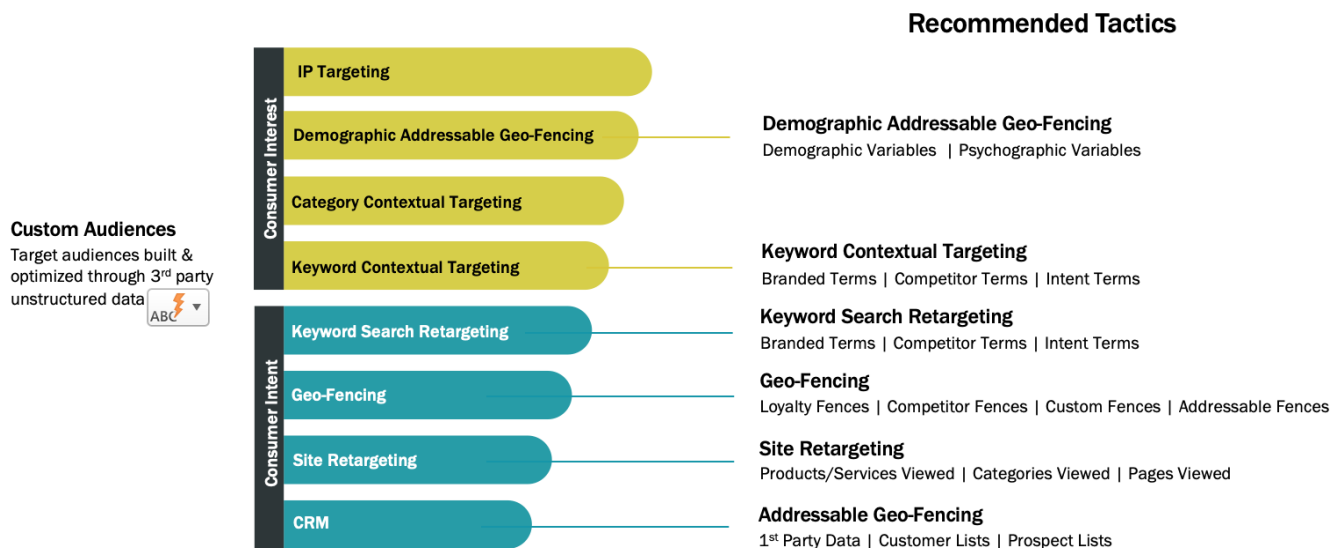 Recommended Tactics
Custom Audiences
Target audiences built &
optimized through 3rd party
unstructured data
ABC
Consumer Interest
IP Targeting
Demographic Addressable Geo-Fencing
Category Contextual Targeting
Keyword Contextual Targeting
Consumer Intent
Keyword Search Retargeting
Geo-Fencing
Site Retargeting
CRM
Demographic Addressable Geo-Fencing
Demographic Variables | Psychographic Variables
Keyword Contextual Targeting
Branded Terms | Competitor Terms | Intent Terms
Keyword Search Retargeting
Branded Terms | Competitor Terms | Intent Terms
Geo-Fencing
Loyalty Fences | Competitor Fences | Custom Fences | Addressable Fences
Site Retargeting
Products/Services Viewed | Categories Viewed | Pages Viewed
Addressable Geo-Fencing
1st Party Data | Customer Lists | Prospect Lists